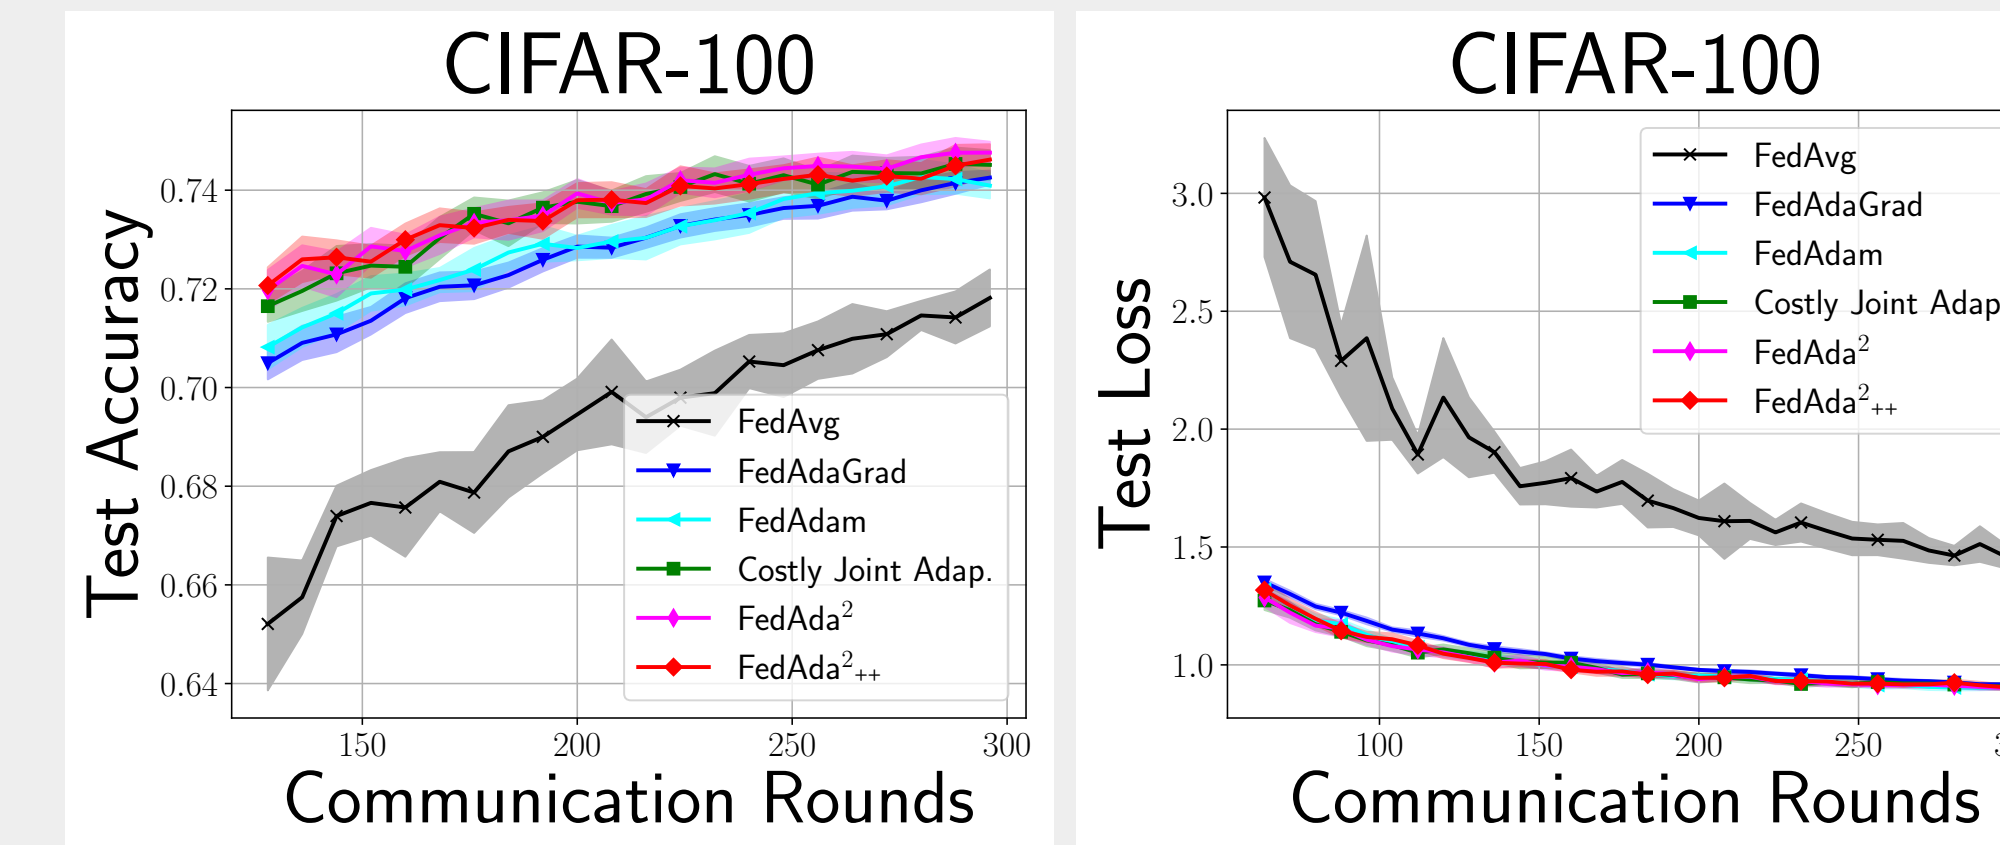 CIFAR-100
Test Accuracy
0.74
0.72
0.70
0.68
0.66
0.64
150 200 250 300
Communication Rounds
FedAvg
FedAdaGrad
FedAdam
Costly Joint Adap.
FedAda²
FedAda²₊₊
CIFAR-100
Test Loss
3.0
2.5
2.0
1.5
1.0
100 150 200 250
Communication Rounds
FedAvg
FedAdaGrad
FedAdam
Costly Joint Adap
FedAda²
FedAda²₊₊